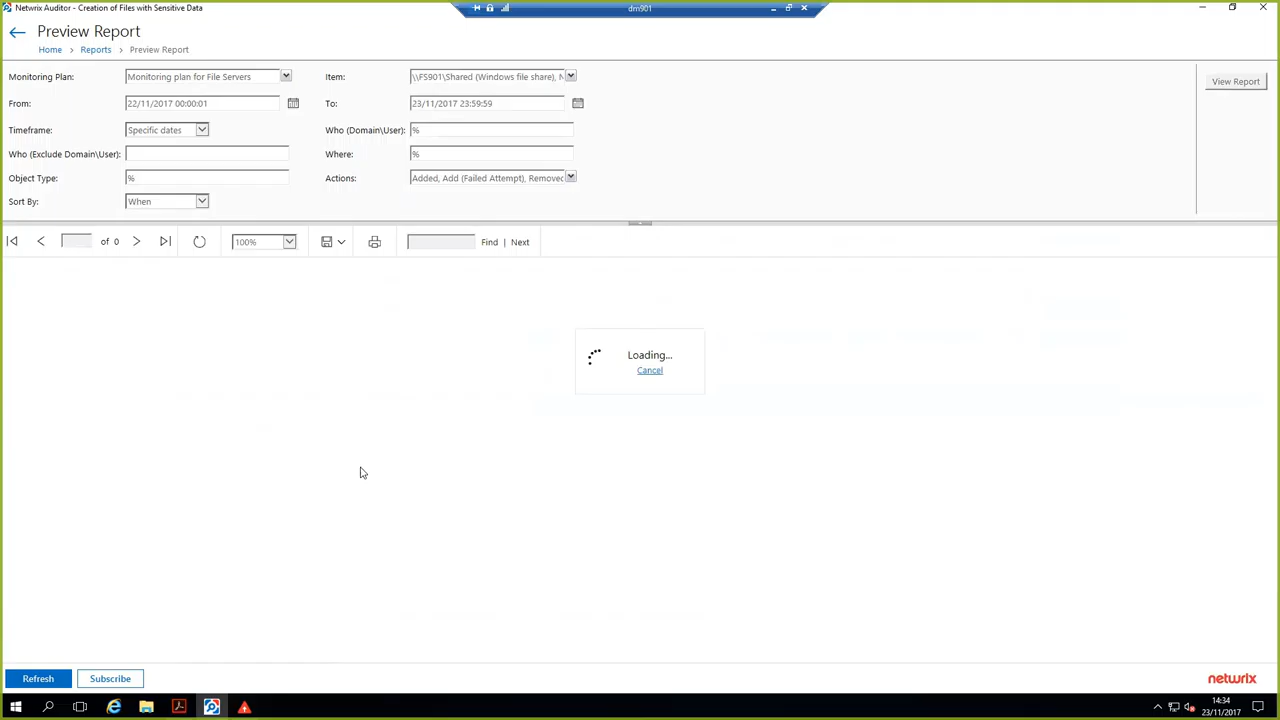 Netwrix Auditor - Creation of Files with Sensitive Data
dm901
Preview Report
Home > Reports > Preview Report
Monitoring Plan: Monitoring plan for File Servers Item: \\FS901\Shared (Windows file share), N
View Report
From: 22/11/2017 00:00:01 To: 23/11/2017 23:59:59
Timeframe: Specific dates Who (Domain\User): %
Who (Exclude Domain\User): Where: %
Object Type: % Actions: Added, Add (Failed Attempt), Removed
Sort By: When
of 0 100% Find | Next
Loading...
Cancel
Refresh Subscribe netwrix
14:34
23/11/2017